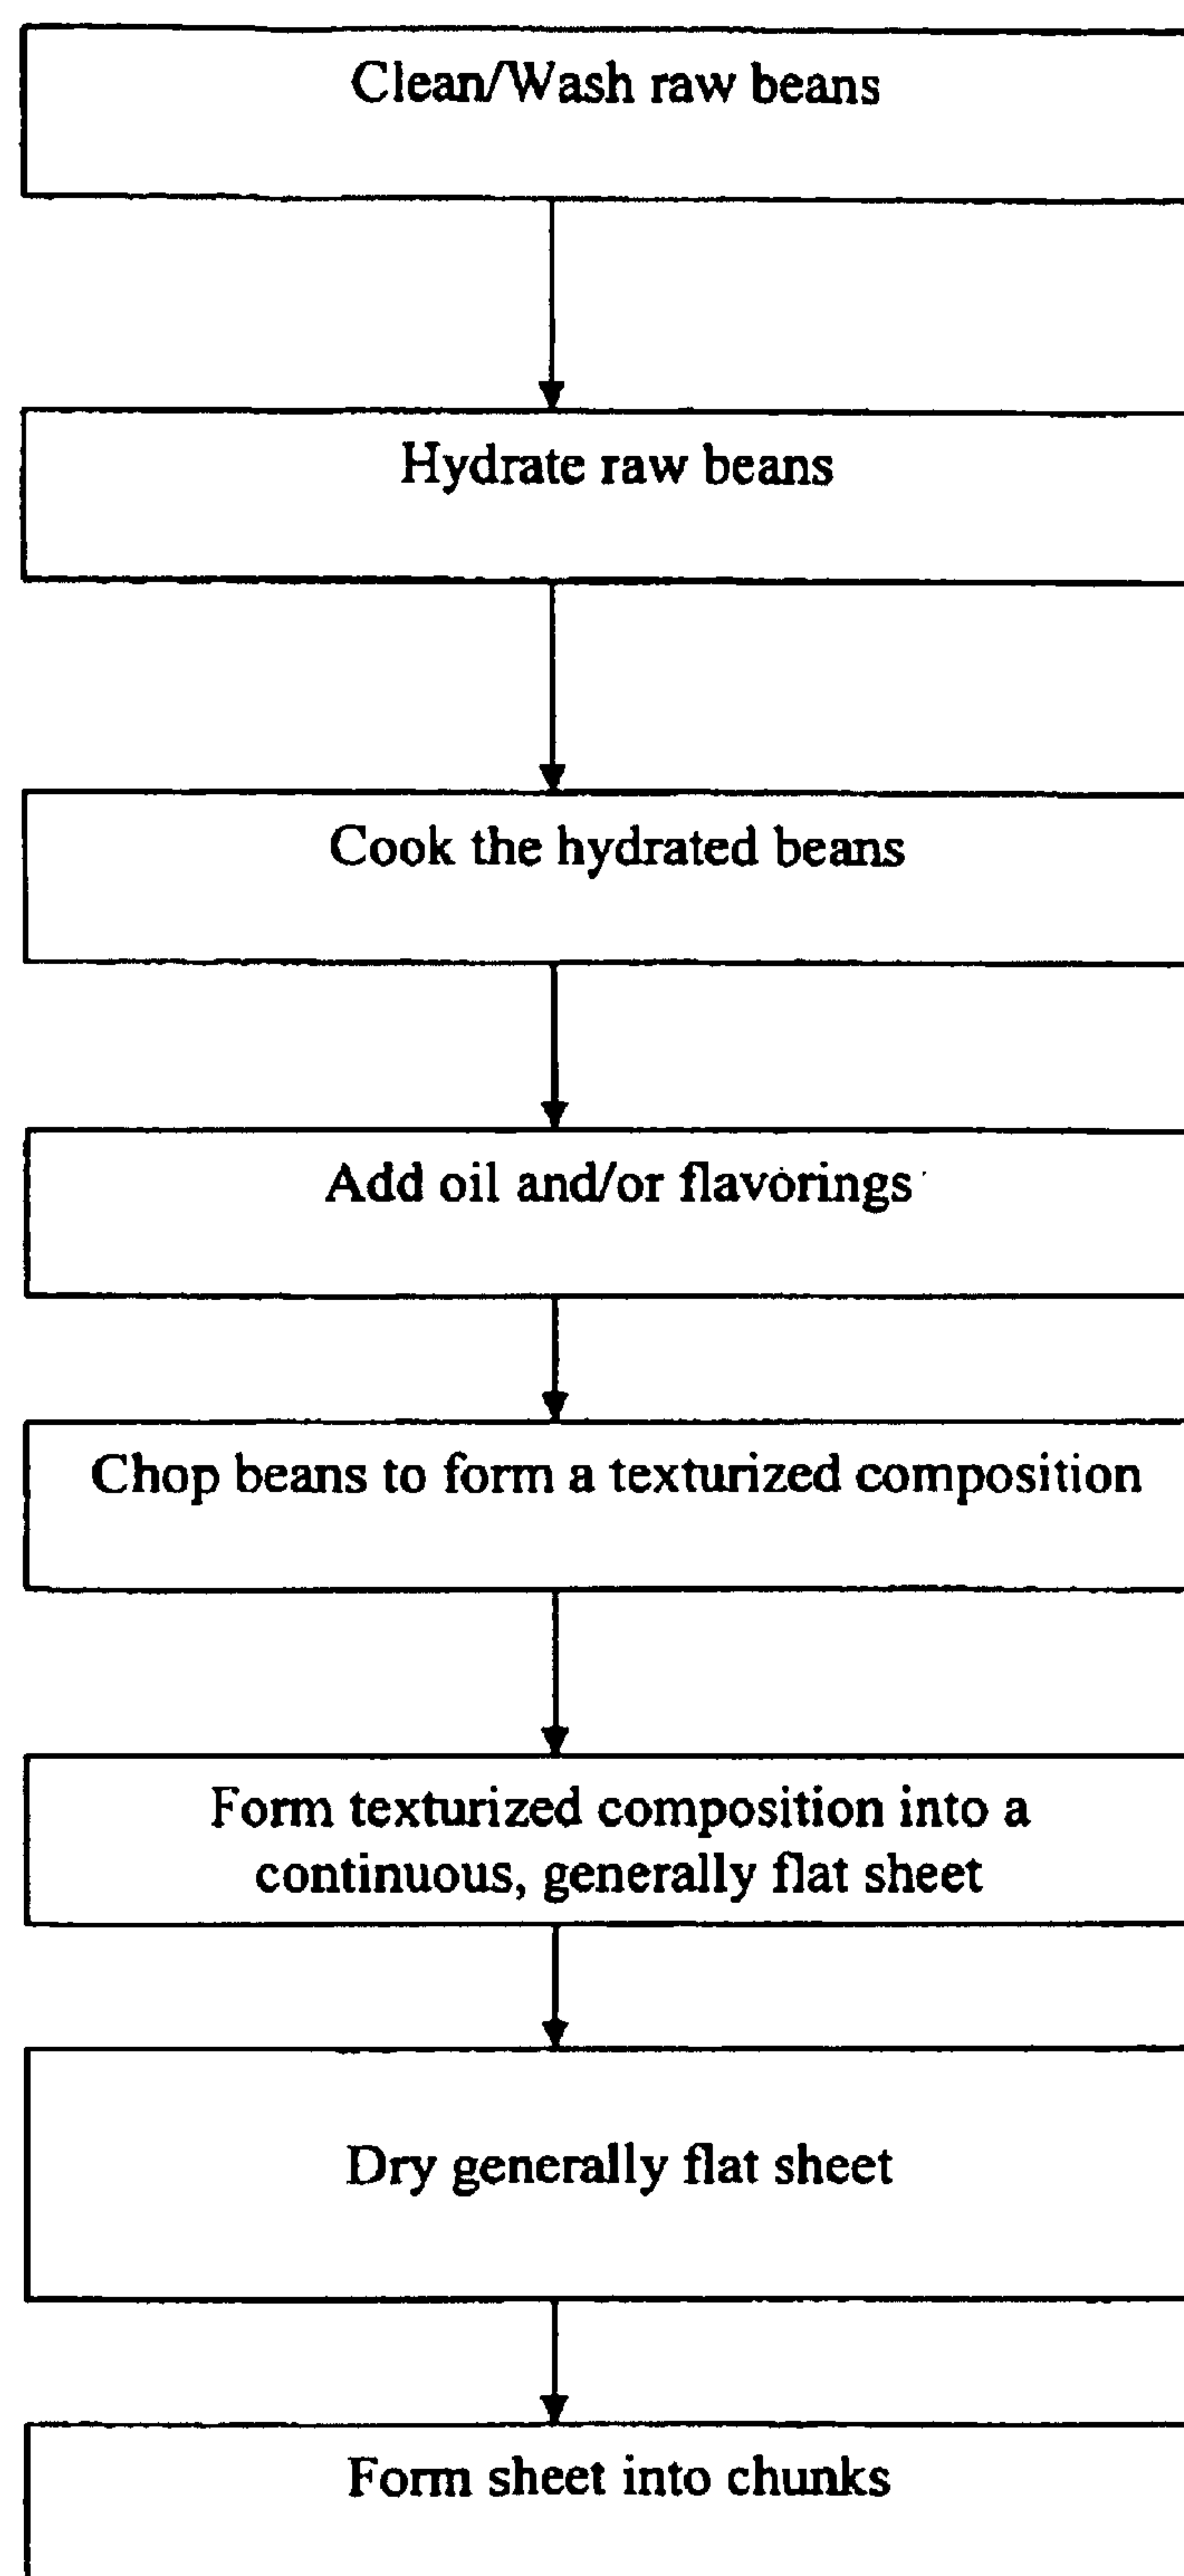 Clean/Wash raw beans
Hydrate raw beans
Cook the hydrated beans
Add oil and/or flavorings
Chop beans to form a texturized composition
Form texturized composition into a
continuous, generally flat sheet
Dry generally flat sheet
Form sheet into chunks